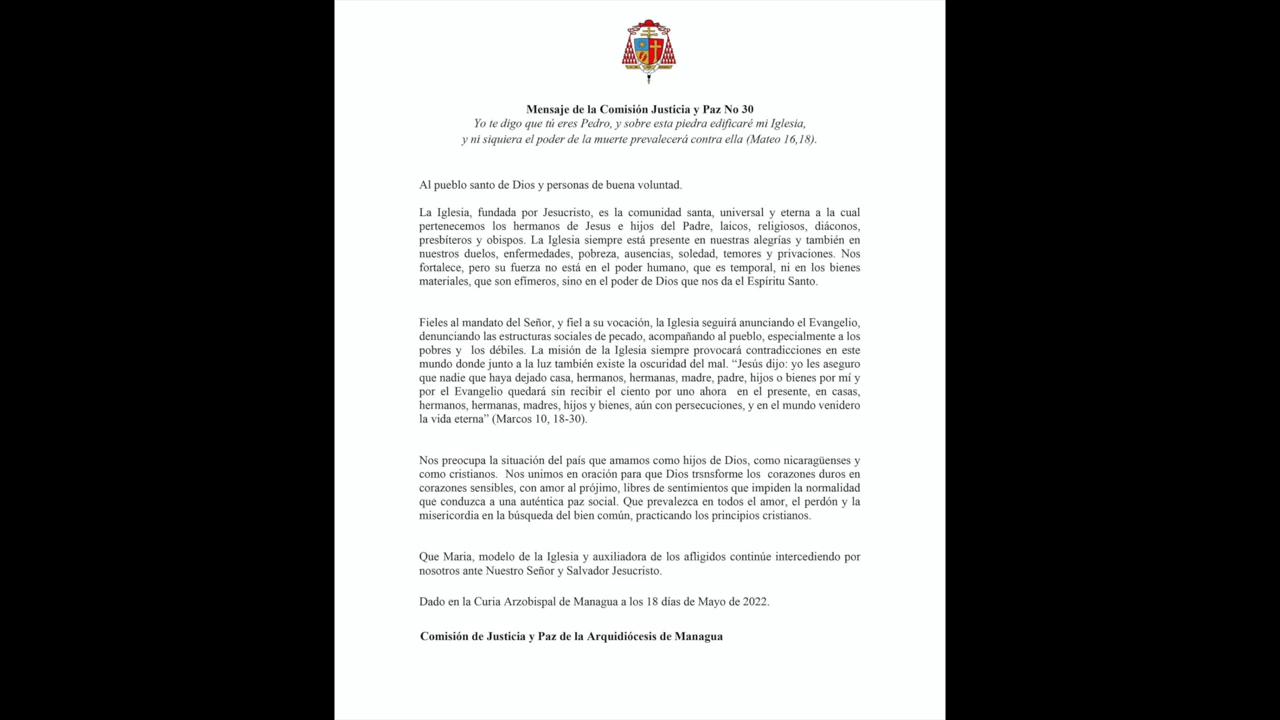 Mensaje de la Comisión Justicia y Paz No 30
Yo te digo que tú eres Pedro, y sobre esta piedra edificaré mi Iglesia,
y ni siquiera el poder de la muerte prevalecerá contra ella (Mateo 16,18).
Al pueblo santo de Dios y personas de buena voluntad.
La Iglesia, fundada por Jesucristo, es la comunidad santa, universal y eterna a la cual
pertenecemos los hermanos de Jesus e hijos del Padre, laicos, religiosos, diáconos,
presbíteros y obispos. La Iglesia siempre está presente en nuestras alegrías y también en
nuestros duelos, enfermedades, pobreza, ausencias, soledad, temores y privaciones. Nos
fortalece, pero su fuerza no está en el poder humano, que es temporal, ni en los bienes
materiales, que son efímeros, sino en el poder de Dios que nos da el Espíritu Santo.
Fieles al mandato del Señor, y fiel a su vocación, la Iglesia seguirá anunciando el Evangelio,
denunciando las estructuras sociales de pecado, acompañando al pueblo, especialmente a los
pobres y  los débiles. La misión de la Iglesia siempre provocará contradicciones en este
mundo donde junto a la luz también existe la oscuridad del mal. “Jesús dijo: yo les aseguro
que nadie que haya dejado casa, hermanos, hermanas, madre, padre, hijos o bienes por mí y
por el Evangelio quedará sin recibir el ciento por uno ahora  en el presente, en casas,
hermanos, hermanas, madres, hijos y bienes, aún con persecuciones, y en el mundo venidero
la vida eterna” (Marcos 10, 18-30).
Nos preocupa la situación del país que amamos como hijos de Dios, como nicaragüenses y
como cristianos.  Nos unimos en oración para que Dios trsnsforme los  corazones duros en
corazones sensibles, con amor al prójimo, libres de sentimientos que impiden la normalidad
que conduzca a una auténtica paz social. Que prevalezca en todos el amor, el perdón y la
misericordia en la búsqueda del bien común, practicando los principios cristianos.
Que Maria, modelo de la Iglesia y auxiliadora de los afligidos continúe intercediendo por
nosotros ante Nuestro Señor y Salvador Jesucristo.
Dado en la Curia Arzobispal de Managua a los 18 días de Mayo de 2022.
Comisión de Justicia y Paz de la Arquidiócesis de Managua